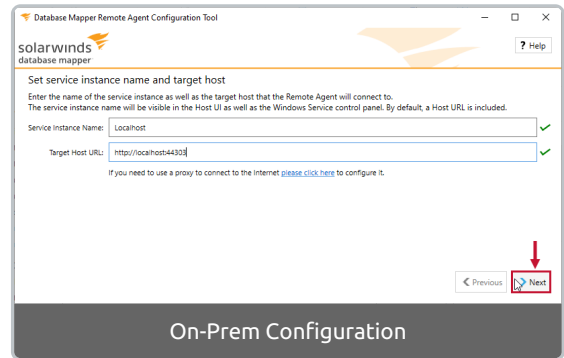 Database Mapper Remote Agent Configuration Tool
solarwinds
database mapper
? Help
Set service instance name and target host
Enter the name of the service instance as well as the target host that the Remote Agent will connect to.
The service instance name will be visible in the Host UI as well as the Windows Service control panel. By default, a Host URL is included.
Service Instance Name: Localhost
Target Host URL: http://localhost:44303
If you need to use a proxy to connect to the Internet please click here to configure it.
Previous Next
On-Prem Configuration